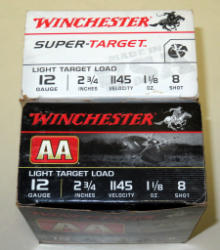 WINCHESTER
SUPER-TARGET
LIGHT TARGET LOAD
12 2 3/4 1145 1 1/8 8
GAUGE INCHES VELOCITY OZ. SHOT
WINCHESTER
AA
LIGHT TARGET LOAD
12 2 3/4 1145 1 1/8 8
GAUGE INCHES VELOCITY OZ. SHOT